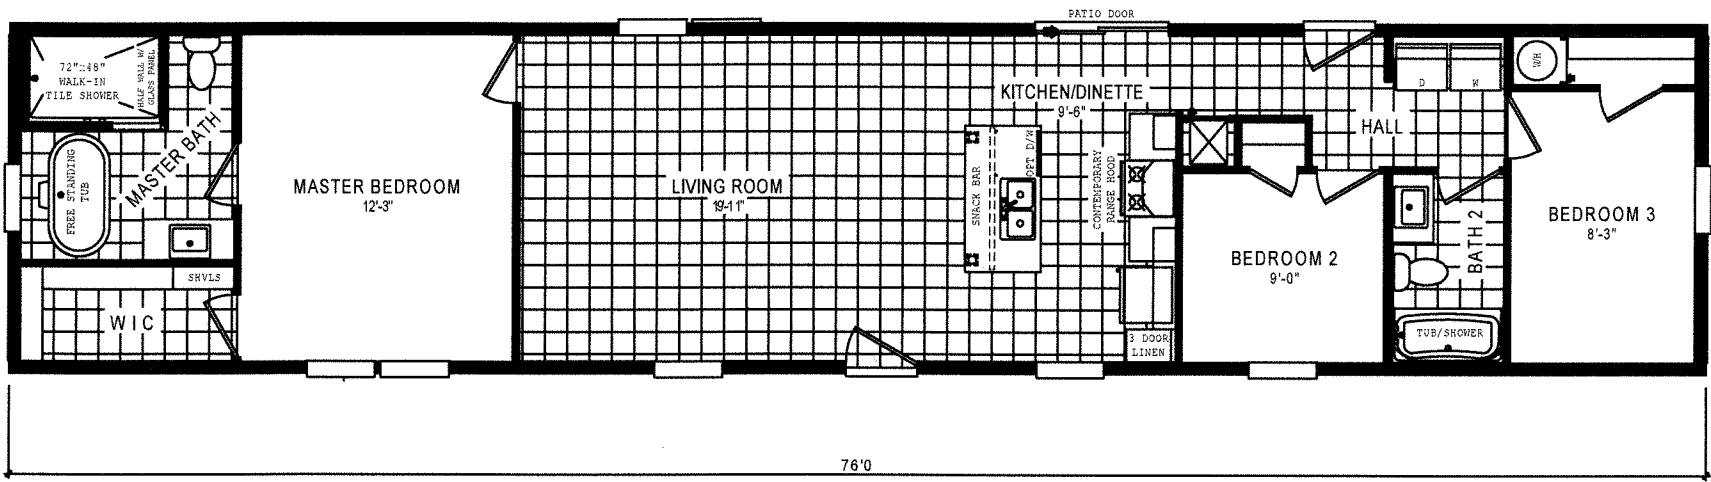 PATIO DOOR
72"x48"
WALK-IN
TILE SHOWER
HALF WALL W/
GLASS PANEL
MASTER BATH
FREE STANDING
TUB
SHVLS
WIC
MASTER BEDROOM
12'-3"
LIVING ROOM
19'-11"
KITCHEN/DINETTE
9'-6"
SNACK BAR
OPT D/W
CONTEMPORARY
RANGE HOOD
3 DOOR
LINEN
HALL
D
W
WH
BEDROOM 2
9'-0"
BATH 2
TUB/SHOWER
BEDROOM 3
8'-3"
76'0